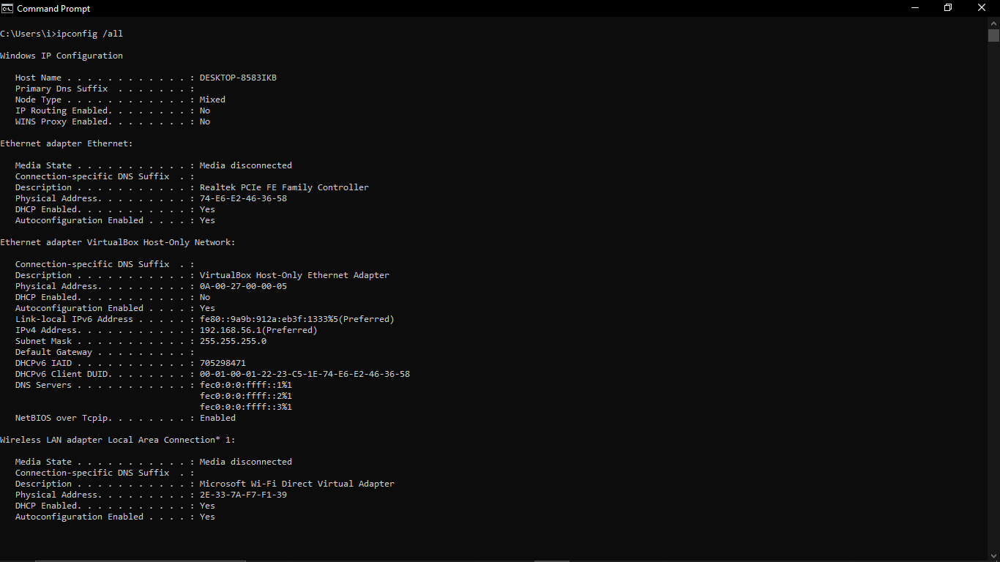 Command Prompt
C:\Users\i>ipconfig /all
Windows IP Configuration
Host Name . . . . . . . . . . . . : DESKTOP-8583IKB
Primary Dns Suffix  . . . . . . . :
Node Type . . . . . . . . . . . . : Mixed
IP Routing Enabled. . . . . . . . : No
WINS Proxy Enabled. . . . . . . . : No
Ethernet adapter Ethernet:
Media State . . . . . . . . . . . : Media disconnected
Connection-specific DNS Suffix  . :
Description . . . . . . . . . . . : Realtek PCIe FE Family Controller
Physical Address. . . . . . . . . : 74-E6-E2-46-36-58
DHCP Enabled. . . . . . . . . . . : Yes
Autoconfiguration Enabled . . . . : Yes
Ethernet adapter VirtualBox Host-Only Network:
Connection-specific DNS Suffix  . :
Description . . . . . . . . . . . : VirtualBox Host-Only Ethernet Adapter
Physical Address. . . . . . . . . : 0A-00-27-00-00-05
DHCP Enabled. . . . . . . . . . . : No
Autoconfiguration Enabled . . . . : Yes
Link-local IPv6 Address . . . . . : fe80::9a9b:912a:eb3f:1333%5(Preferred)
IPv4 Address. . . . . . . . . . . : 192.168.56.1(Preferred)
Subnet Mask . . . . . . . . . . . : 255.255.255.0
Default Gateway . . . . . . . . . :
DHCPv6 IAID . . . . . . . . . . . : 705298471
DHCPv6 Client DUID. . . . . . . . : 00-01-00-01-22-23-C5-1E-74-E6-E2-46-36-58
DNS Servers . . . . . . . . . . . : fec0:0:0:ffff::1%1
fec0:0:0:ffff::2%1
fec0:0:0:ffff::3%1
NetBIOS over Tcpip. . . . . . . . : Enabled
Wireless LAN adapter Local Area Connection* 1:
Media State . . . . . . . . . . . : Media disconnected
Connection-specific DNS Suffix  . :
Description . . . . . . . . . . . : Microsoft Wi-Fi Direct Virtual Adapter
Physical Address. . . . . . . . . : 2E-33-7A-F7-F1-39
DHCP Enabled. . . . . . . . . . . : Yes
Autoconfiguration Enabled . . . . : Yes